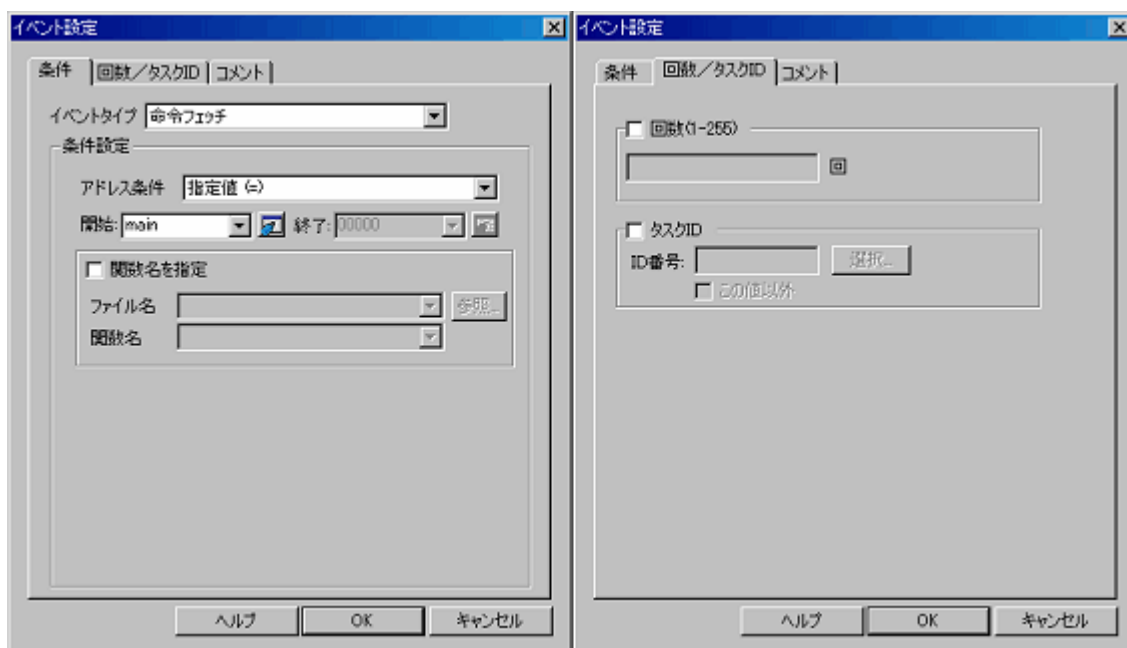 イベント設定
条件 回数／タスクID コメント
イベントタイプ 命令フェッチ
条件設定
アドレス条件 指定値 (=)
開始: main 終了: 00000
関数名を指定
ファイル名 参照...
関数名
ヘルプ OK キャンセル
イベント設定
条件 回数／タスクID コメント
回数(1-255)
回
タスクID
ID番号: 選択...
この値以外
ヘルプ OK キャンセル